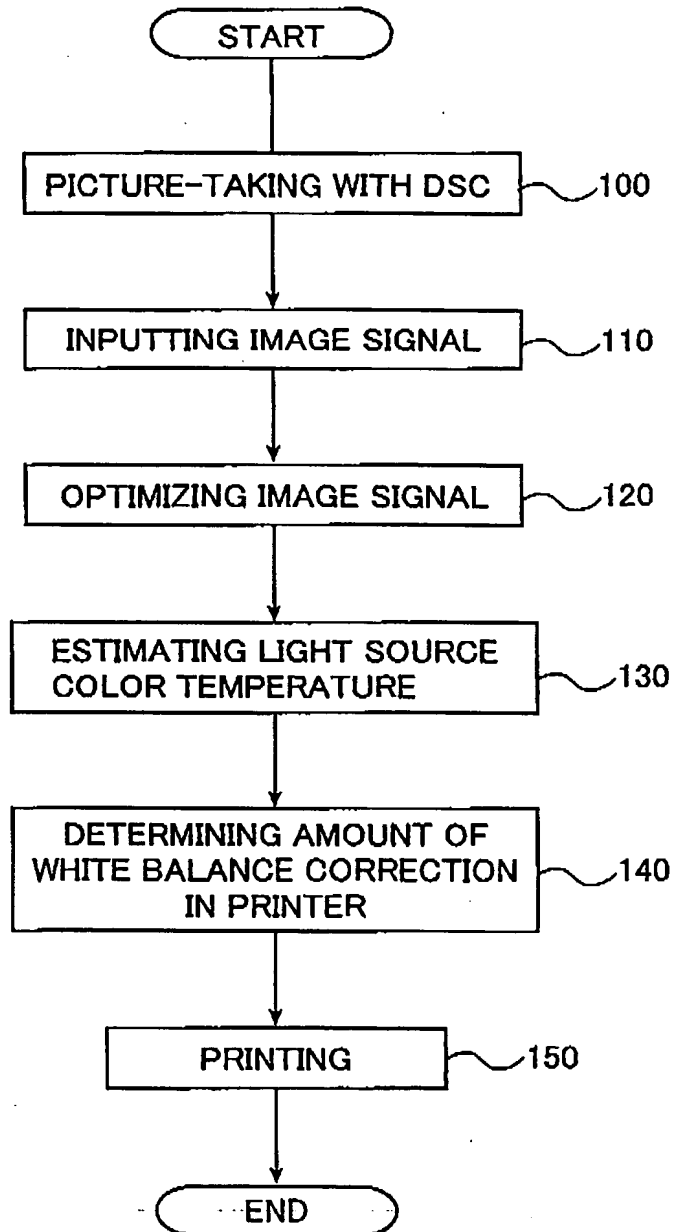 START
PICTURE-TAKING WITH DSC
100
INPUTTING IMAGE SIGNAL
110
OPTIMIZING IMAGE SIGNAL
120
ESTIMATING LIGHT SOURCE
COLOR TEMPERATURE
130
DETERMINING AMOUNT OF
WHITE BALANCE CORRECTION
IN PRINTER
140
PRINTING
150
END